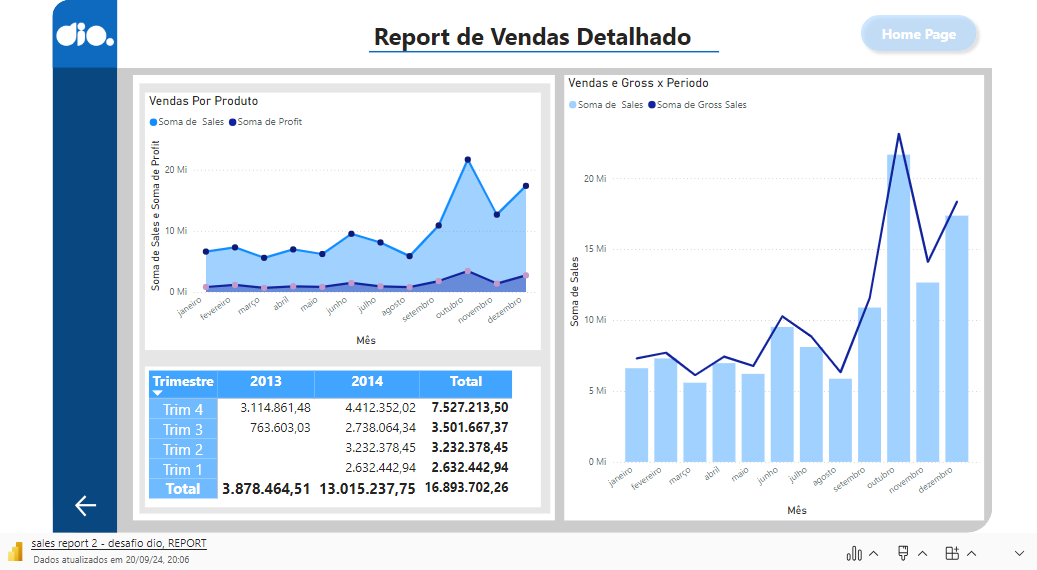 dio.
Report de Vendas Detalhado
Home Page
Vendas Por Produto
Soma de  Sales Soma de Profit
Soma de Sales e Soma de Profit
20 Mi
10 Mi
0 Mi
janeiro
fevereiro
março
abril
maio
junho
julho
agosto
setembro
outubro
novembro
dezembro
Mês
Trimestre 2013 2014 Total
Trim 4 3.114.861,48 4.412.352,02 7.527.213,50
Trim 3 763.603,03 2.738.064,34 3.501.667,37
Trim 2 3.232.378,45 3.232.378,45
Trim 1 2.632.442,94 2.632.442,94
Total 3.878.464,51 13.015.237,75 16.893.702,26
Vendas e Gross x Periodo
Soma de  Sales Soma de Gross Sales
Soma de Sales
20 Mi
15 Mi
10 Mi
5 Mi
0 Mi
janeiro
fevereiro
março
abril
maio
junho
julho
agosto
setembro
outubro
novembro
dezembro
Mês
sales report 2 - desafio dio, REPORT
Dados atualizados em 20/09/24, 20:06